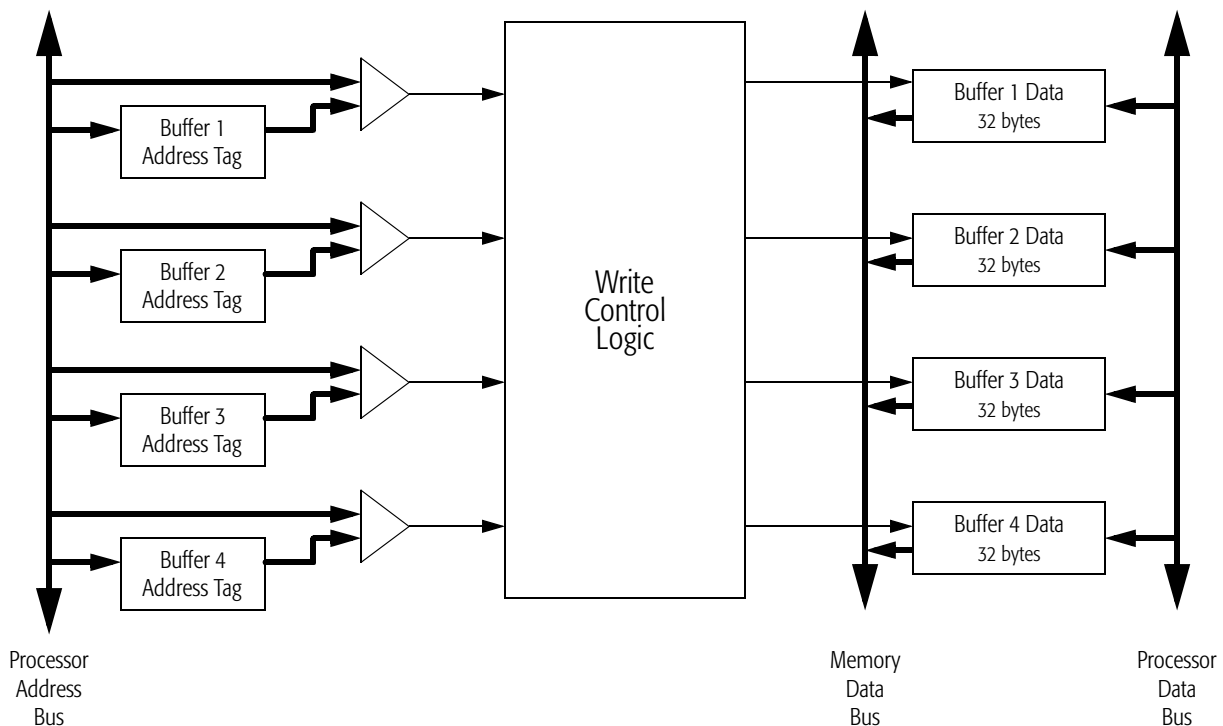 Buffer 1
Address Tag
Buffer 2
Address Tag
Buffer 3
Address Tag
Buffer 4
Address Tag
Write
Control
Logic
Buffer 1 Data
32 bytes
Buffer 2 Data
32 bytes
Buffer 3 Data
32 bytes
Buffer 4 Data
32 bytes
Processor
Address
Bus
Memory
Data
Bus
Processor
Data
Bus